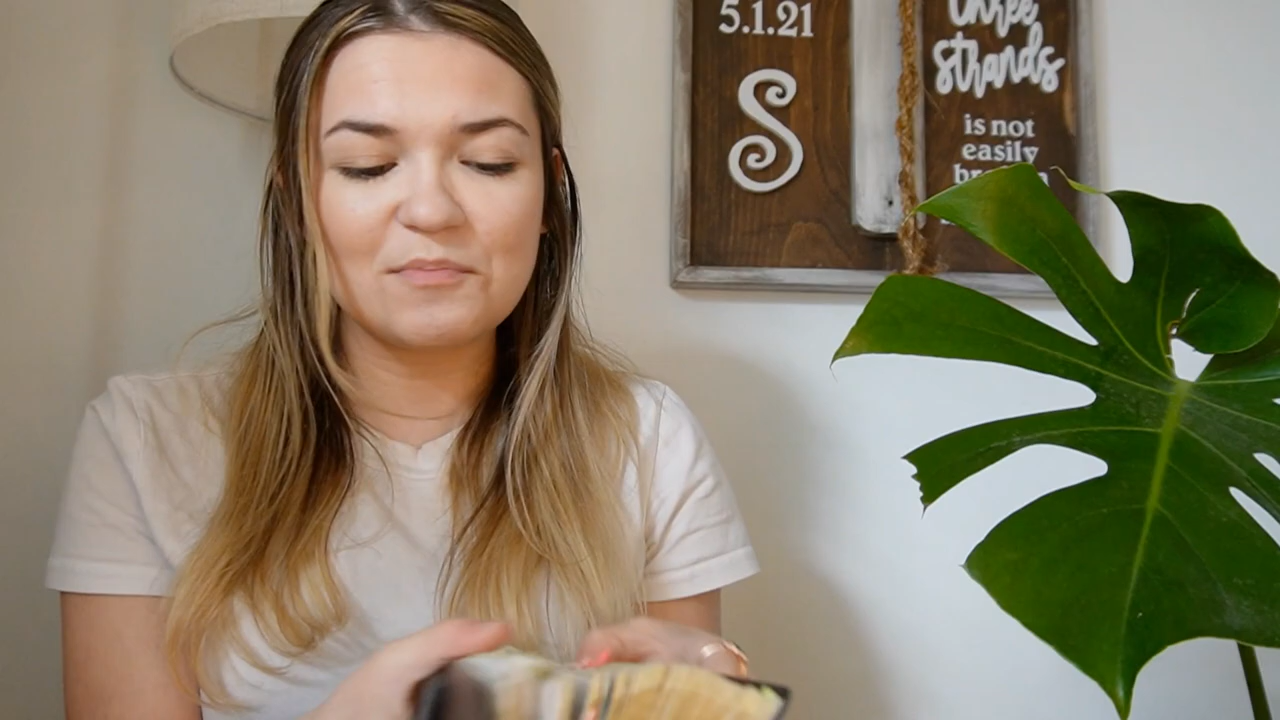 5.1.21
S
three
strands
is not
easily